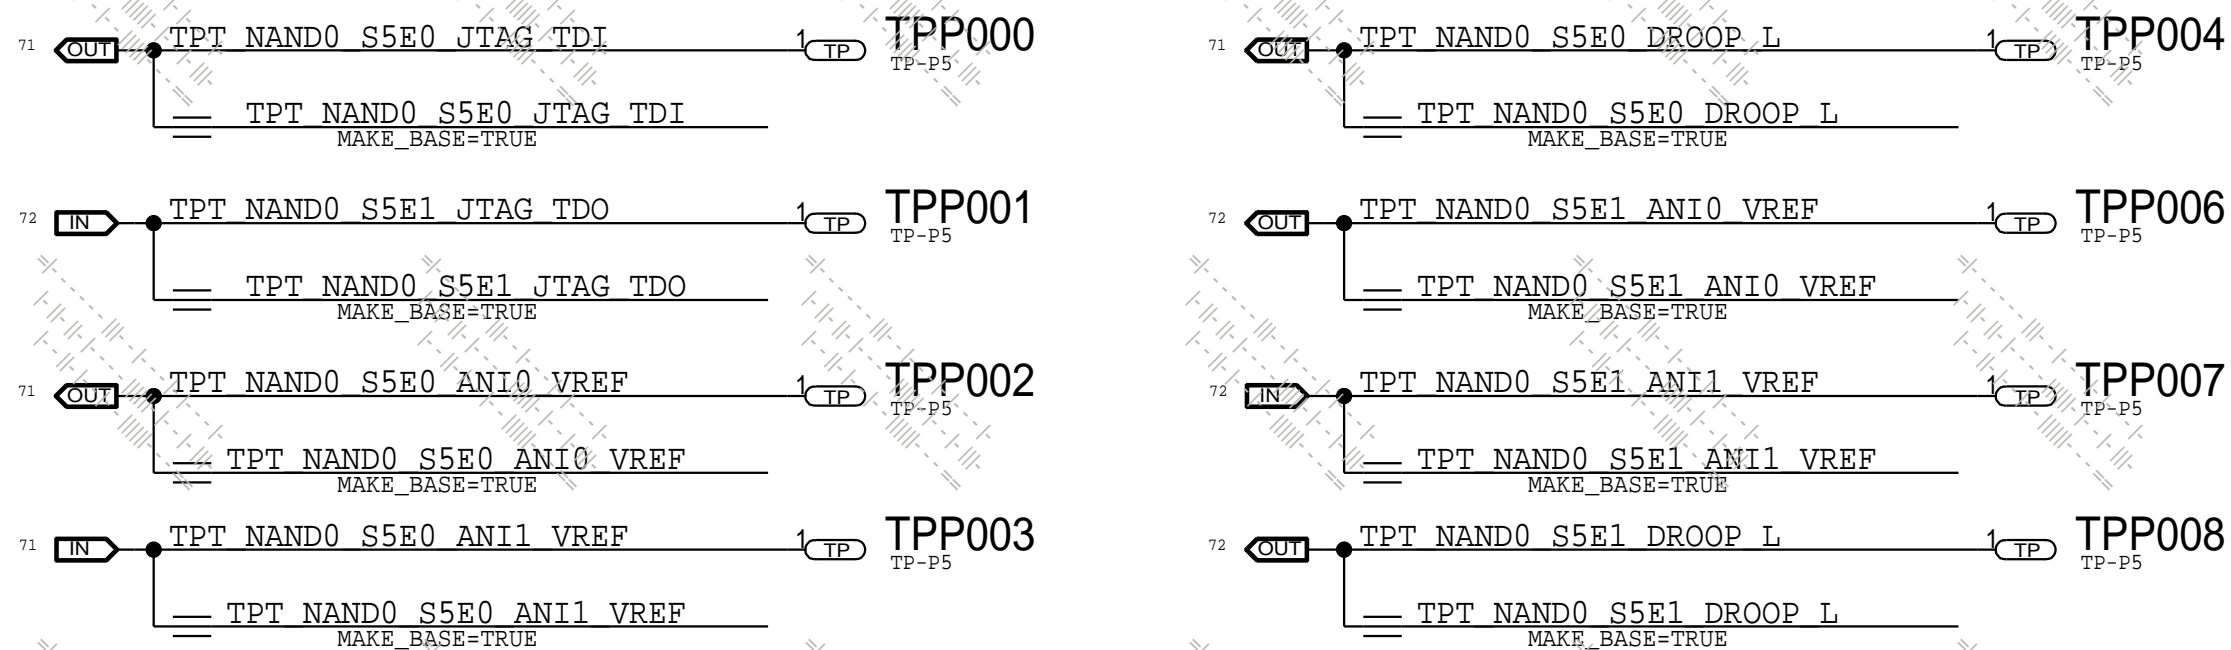 71 OUT TPT_NAND0_S5E0_JTAG_TDI 1 TP TPP000
TP-P5
TPT_NAND0_S5E0_JTAG_TDI
MAKE_BASE=TRUE
72 IN TPT_NAND0_S5E1_JTAG_TDO 1 TP TPP001
TP-P5
TPT_NAND0_S5E1_JTAG_TDO
MAKE_BASE=TRUE
71 OUT TPT_NAND0_S5E0_ANI0_VREF 1 TP TPP002
TP-P5
TPT_NAND0_S5E0_ANI0_VREF
MAKE_BASE=TRUE
71 IN TPT_NAND0_S5E0_ANI1_VREF 1 TP TPP003
TP-P5
TPT_NAND0_S5E0_ANI1_VREF
MAKE_BASE=TRUE
71 OUT TPT_NAND0_S5E0_DROOP_L 1 TP TPP004
TP-P5
TPT_NAND0_S5E0_DROOP_L
MAKE_BASE=TRUE
72 OUT TPT_NAND0_S5E1_ANI0_VREF 1 TP TPP006
TP-P5
TPT_NAND0_S5E1_ANI0_VREF
MAKE_BASE=TRUE
72 IN TPT_NAND0_S5E1_ANI1_VREF 1 TP TPP007
TP-P5
TPT_NAND0_S5E1_ANI1_VREF
MAKE_BASE=TRUE
72 OUT TPT_NAND0_S5E1_DROOP_L 1 TP TPP008
TP-P5
TPT_NAND0_S5E1_DROOP_L
MAKE_BASE=TRUE